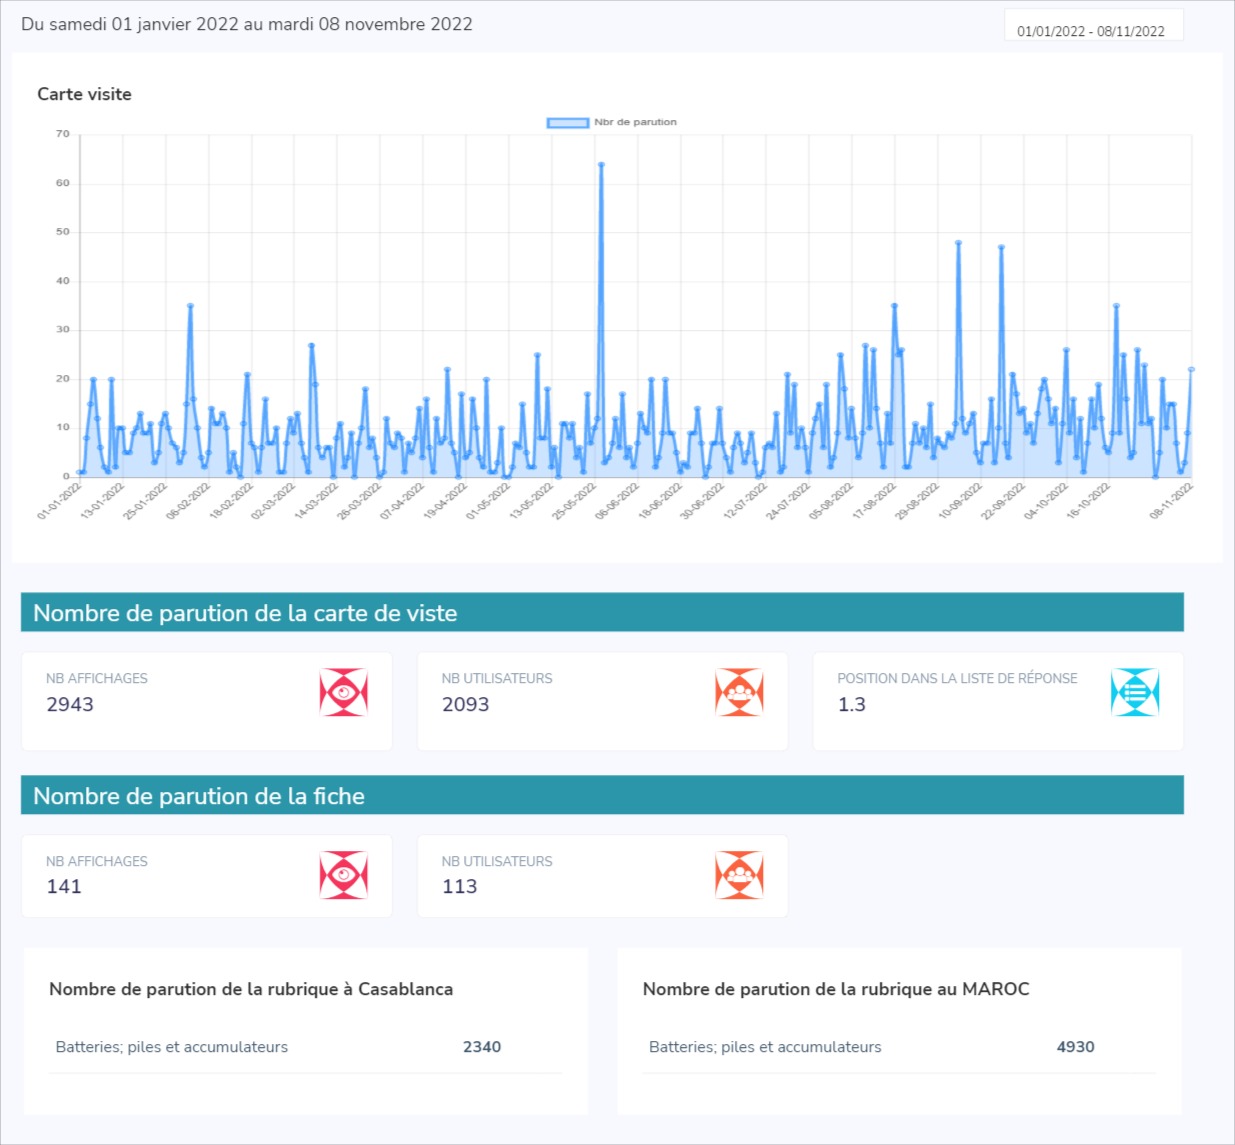 Du samedi 01 janvier 2022 au mardi 08 novembre 2022
01/01/2022 - 08/11/2022
Carte visite
Nbr de parution
70
60
50
40
30
20
10
0
01-01-2022
13-01-2022
25-01-2022
06-02-2022
18-02-2022
02-03-2022
14-03-2022
26-03-2022
07-04-2022
19-04-2022
01-05-2022
13-05-2022
25-05-2022
06-06-2022
18-06-2022
30-06-2022
12-07-2022
24-07-2022
05-08-2022
17-08-2022
29-08-2022
10-09-2022
22-09-2022
04-10-2022
16-10-2022
08-11-2022
Nombre de parution de la carte de viste
NB AFFICHAGES
2943
NB UTILISATEURS
2093
POSITION DANS LA LISTE DE RÉPONSE
1.3
Nombre de parution de la fiche
NB AFFICHAGES
141
NB UTILISATEURS
113
Nombre de parution de la rubrique à Casablanca
Batteries; piles et accumulateurs 2340
Nombre de parution de la rubrique au MAROC
Batteries; piles et accumulateurs 4930